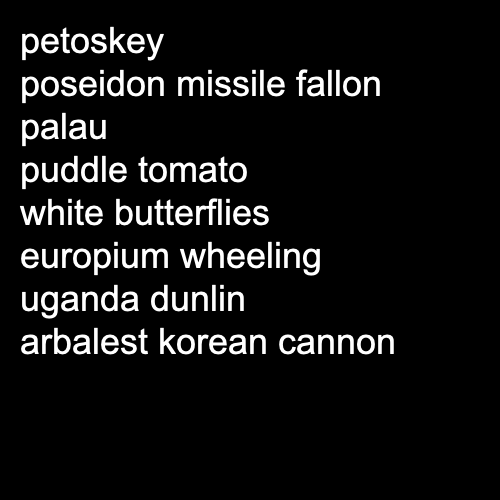 petoskey
poseidon missile fallon
palau
puddle tomato
white butterflies
europium wheeling
uganda dunlin
arbalest korean cannon